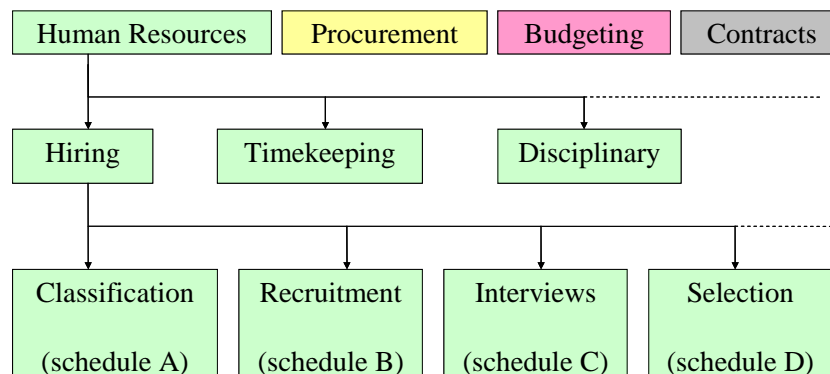 Human Resources
Procurement
Budgeting
Contracts
Hiring
Timekeeping
Disciplinary
Classification
(schedule A)
Recruitment
(schedule B)
Interviews
(schedule C)
Selection
(schedule D)